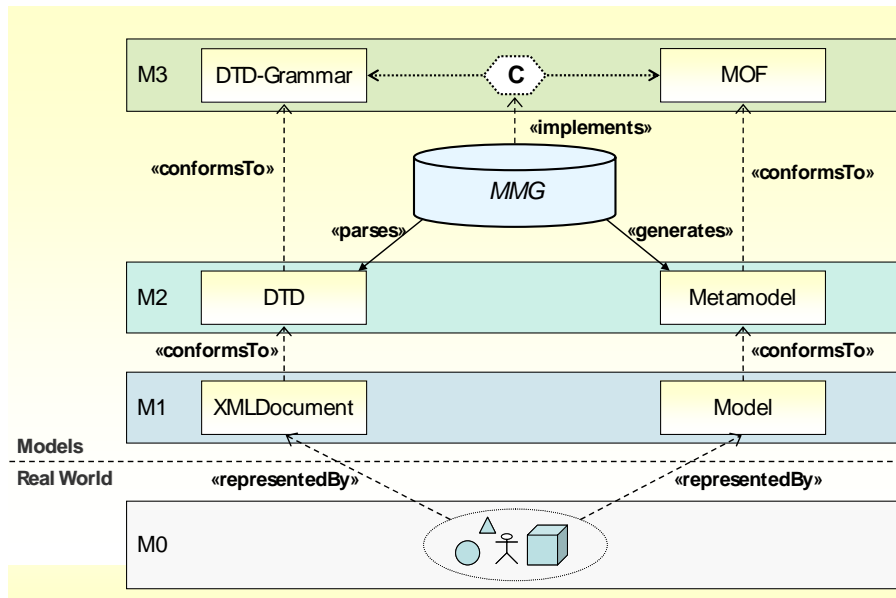 M3
DTD-Grammar
C
MOF
«implements»
«conformsTo»
MMG
«conformsTo»
«parses»
«generates»
M2
DTD
Metamodel
«conformsTo»
«conformsTo»
M1
XMLDocument
Model
Models
Real World
«representedBy»
«representedBy»
M0